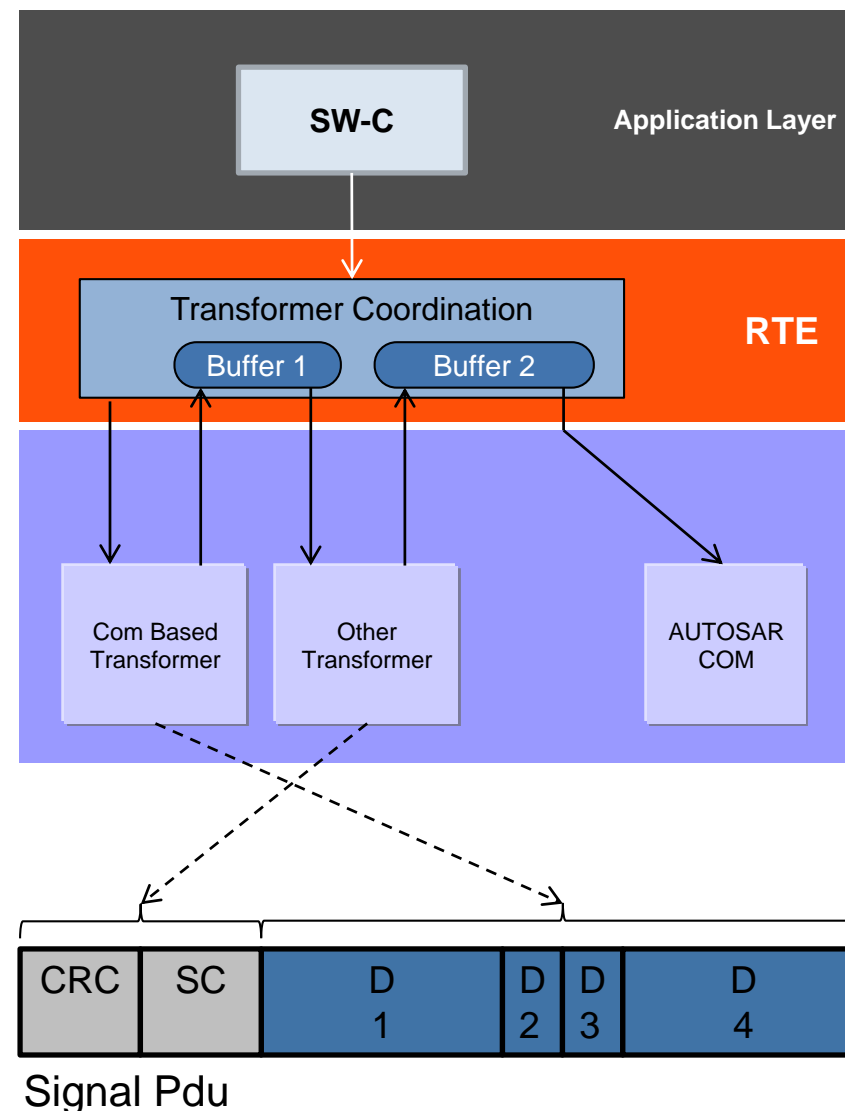 SW-C
Application Layer
Transformer Coordination
RTE
Buffer 1
Buffer 2
Com Based
Transformer
Other
Transformer
AUTOSAR
COM
CRC
SC
D
1
D
2
D
3
D
4
Signal Pdu